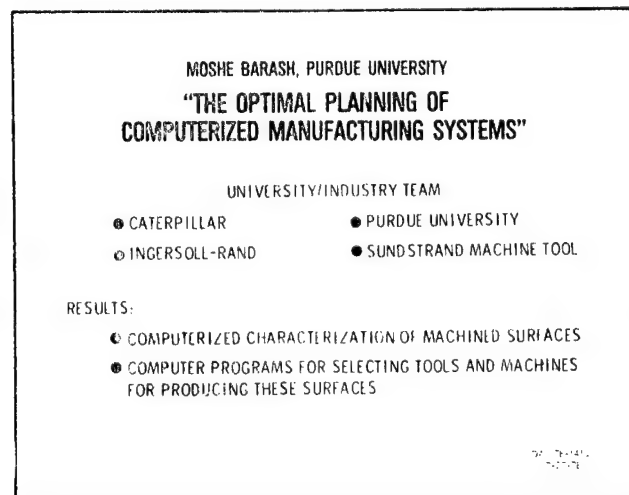 MOSHE BARASH, PURDUE UNIVERSITY
"THE OPTIMAL PLANNING OF
COMPUTERIZED MANUFACTURING SYSTEMS"
UNIVERSITY/INDUSTRY TEAM
● CATERPILLAR ● PURDUE UNIVERSITY
● INGERSOLL-RAND ● SUNDSTRAND MACHINE TOOL
RESULTS:
● COMPUTERIZED CHARACTERIZATION OF MACHINED SURFACES
● COMPUTER PROGRAMS FOR SELECTING TOOLS AND MACHINES
FOR PRODUCING THESE SURFACES